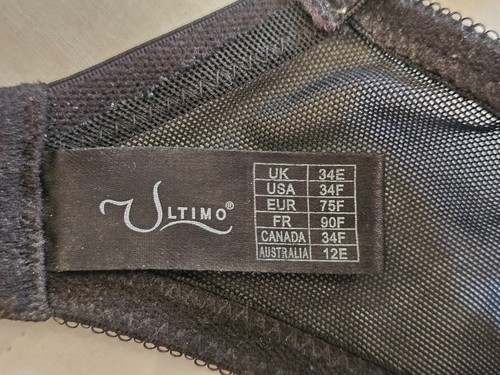 ULTIMO®
UK 34E
USA 34F
EUR 75F
FR 90F
CANADA 34F
AUSTRALIA 12E